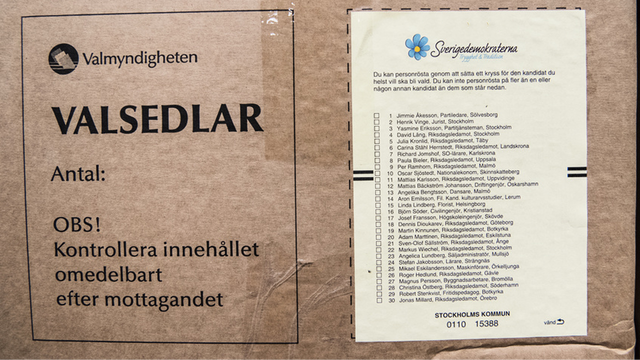 Valmyndigheten
VALSEDLAR
Antal:
OBS!
Kontrollera innehållet
omedelbart
efter mottagandet
Sverigedemokraterna
Trygghet & Tradition
Du kan personrösta genom att sätta ett kryss för den kandidat du
helst vill ska bli vald. Du kan inte personrösta på fler än en eller
någon annan kandidat än dem som står nedan.
1 Jimmie Åkesson, Partiledare, Sölvesborg
2 Henrik Vinge, Jurist, Stockholm
3 Yasmine Eriksson, Partitjänsteman, Stockholm
4 David Lång, Riksdagsledamot, Stockholm
5 Julia Kronlid, Riksdagsledamot, Täby
6 Carina Ståhl Herrstedt, Riksdagsledamot, Landskrona
7 Richard Jomshof, SO-lärare, Karlskrona
8 Paula Bieler, Riksdagsledamot, Uppsala
9 Per Ramhorn, Riksdagsledamot, Malmö
10 Oscar Sjöstedt, Nationalekonom, Skinnskatteberg
11 Mattias Karlsson, Riksdagsledamot, Uppvidinge
12 Mattias Bäckström Johansson, Driftingenjör, Oskarshamn
13 Angelika Bengtsson, Dansare, Malmö
14 Aron Emilsson, Fil. Kand. kulturarvsstudier, Lerum
15 Linda Lindberg, Florist, Helsingborg
16 Björn Söder, Civilingenjör, Kristianstad
17 Josef Fransson, Högskoleingenjör, Skövde
18 Dennis Dioukarev, Riksdagsledamot, Göteborg
19 Martin Kinnunen, Riksdagsledamot, Botkyrka
20 Adam Marttinen, Riksdagsledamot, Eskilstuna
21 Sven-Olof Sällström, Riksdagsledamot, Ånge
22 Markus Wiechel, Riksdagsledamot, Stockholm
23 Angelica Lundberg, Säljadministratör, Mullsjö
24 Stefan Jakobsson, Lärare, Strängnäs
25 Mikael Eskilandersson, Maskinförare, Örkelljunga
26 Roger Hedlund, Riksdagsledamot, Gävle
27 Magnus Persson, Byggnadsarbetare, Bromölla
28 Christina Östberg, Riksdagsledamot, Söderhamn
29 Robert Stenkvist, Fritidspedagog, Botkyrka
30 Jonas Millard, Riksdagsledamot, Örebro
STOCKHOLMS KOMMUN
0110 15388
vänd